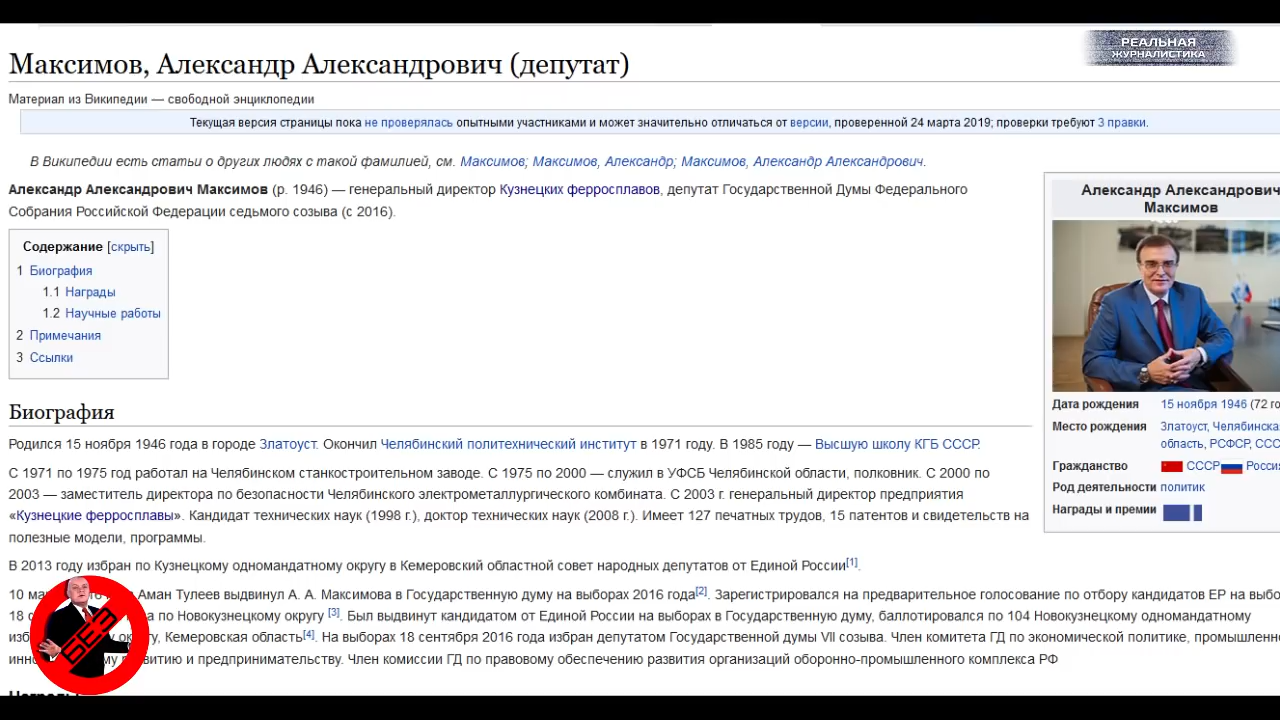 РЕАЛЬНАЯ
ЖУРНАЛИСТИКА
Максимов, Александр Александрович (депутат)
Материал из Википедии — свободной энциклопедии
Текущая версия страницы пока не проверялась опытными участниками и может значительно отличаться от версии, проверенной 24 марта 2019; проверки требуют 3 правки.
В Википедии есть статьи о других людях с такой фамилией, см. Максимов; Максимов, Александр; Максимов, Александр Александрович.
Александр Александрович Максимов (р. 1946) — генеральный директор Кузнецких ферросплавов, депутат Государственной Думы Федерального
Собрания Российской Федерации седьмого созыва (с 2016).
Содержание [скрыть]
1 Биография
1.1 Награды
1.2 Научные работы
2 Примечания
3 Ссылки
Александр Александрович
Максимов
Дата рождения 15 ноября 1946 (72 го
Место рождения Златоуст, Челябинска
область, РСФСР, ССС
Гражданство СССР Россия
Род деятельности политик
Награды и премии
Биография
Родился 15 ноября 1946 года в городе Златоуст. Окончил Челябинский политехнический институт в 1971 году. В 1985 году — Высшую школу КГБ СССР.
С 1971 по 1975 год работал на Челябинском станкостроительном заводе. С 1975 по 2000 — служил в УФСБ Челябинской области, полковник. С 2000 по
2003 — заместитель директора по безопасности Челябинского электрометаллургического комбината. С 2003 г. генеральный директор предприятия
«Кузнецкие ферросплавы». Кандидат технических наук (1998 г.), доктор технических наук (2008 г.). Имеет 127 печатных трудов, 15 патентов и свидетельств на
полезные модели, программы.
В 2013 году избран по Кузнецкому одномандатному округу в Кемеровский областной совет народных депутатов от Единой России[1].
10 ма Аман Тулеев выдвинул А. А. Максимова в Государственную думу на выборах 2016 года[2]. Зарегистрировался на предварительное голосование по отбору кандидатов ЕР на выбо
18 а по Новокузнецкому округу [3]. Был выдвинут кандидатом от Единой России на выборах в Государственную думу, баллотировался по 104 Новокузнецкому одномандатному
изб округу, Кемеровская область[4]. На выборах 18 сентября 2016 года избран депутатом Государственной думы VII созыва. Член комитета ГД по экономической политике, промышленно
инно му развитию и предпринимательству. Член комиссии ГД по правовому обеспечению развития организаций оборонно-промышленного комплекса РФ
БЕЗ